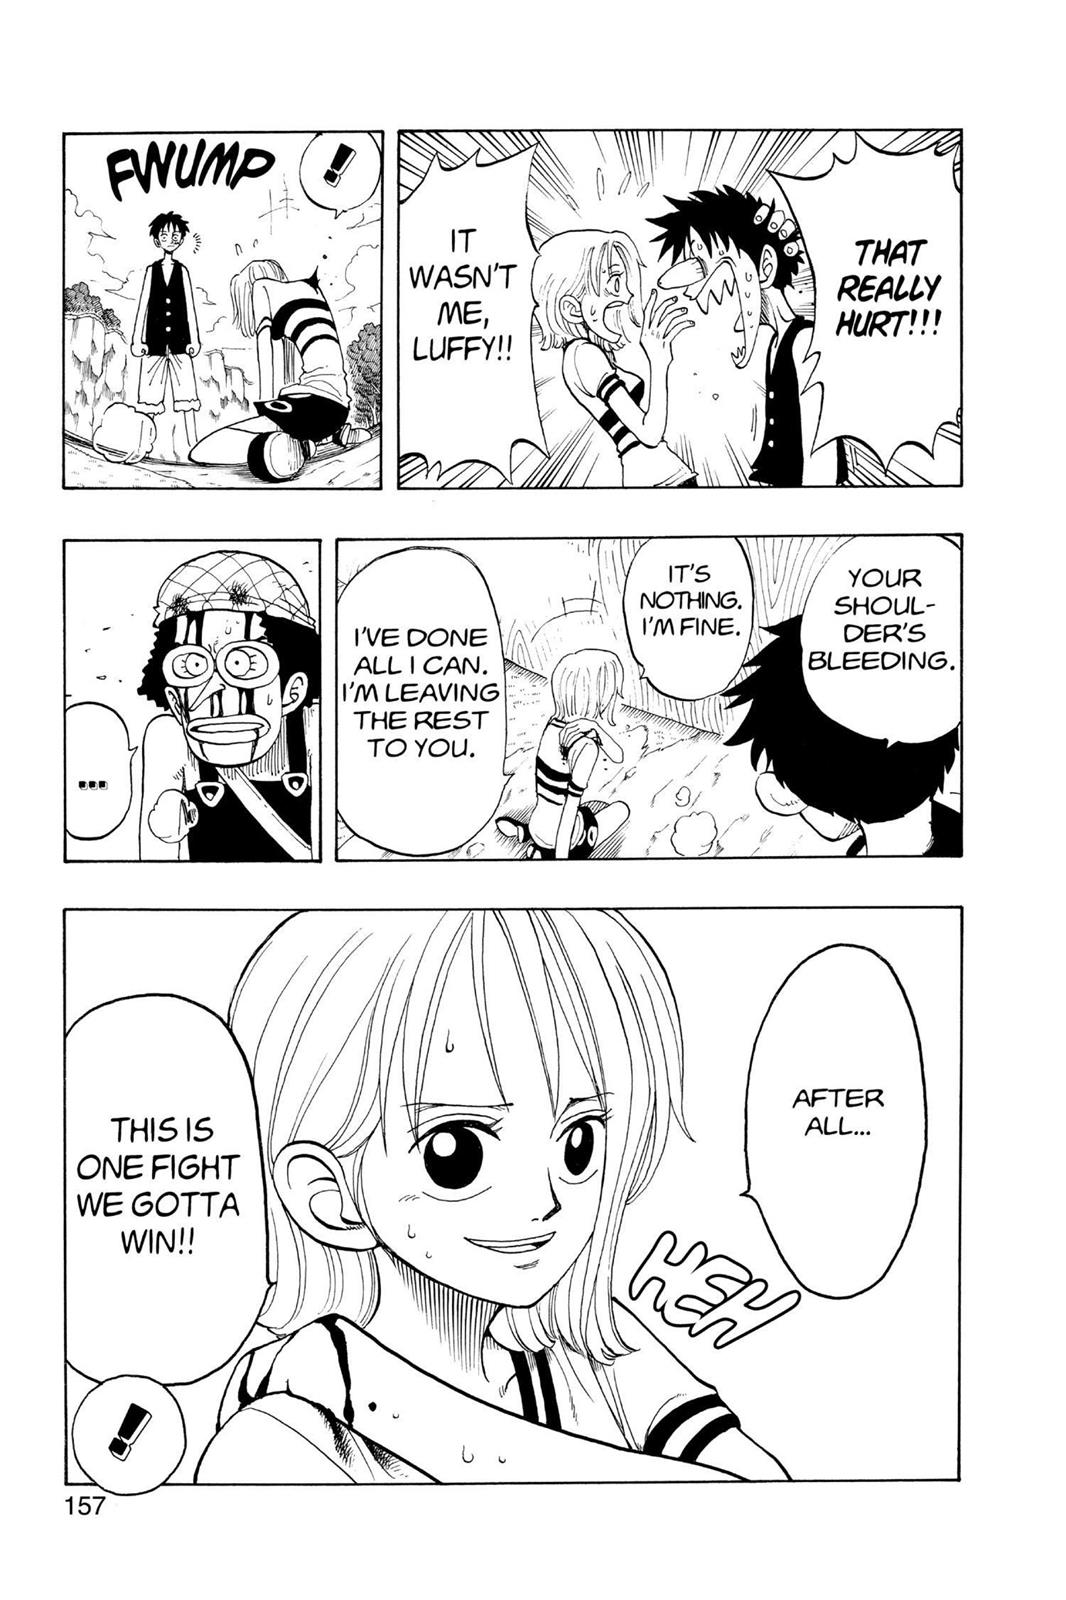 THAT
REALLY
HURT!!!
IT
WASN'T
ME,
LUFFY!!
!
FWUMP
YOUR
SHOUL-
DER'S
BLEEDING.
IT'S
NOTHING.
I'M FINE.
I'VE DONE
ALL I CAN.
I'M LEAVING
THE REST
TO YOU.
...
AFTER
ALL...
HEH
THIS IS
ONE FIGHT
WE GOTTA
WIN!!
!
157